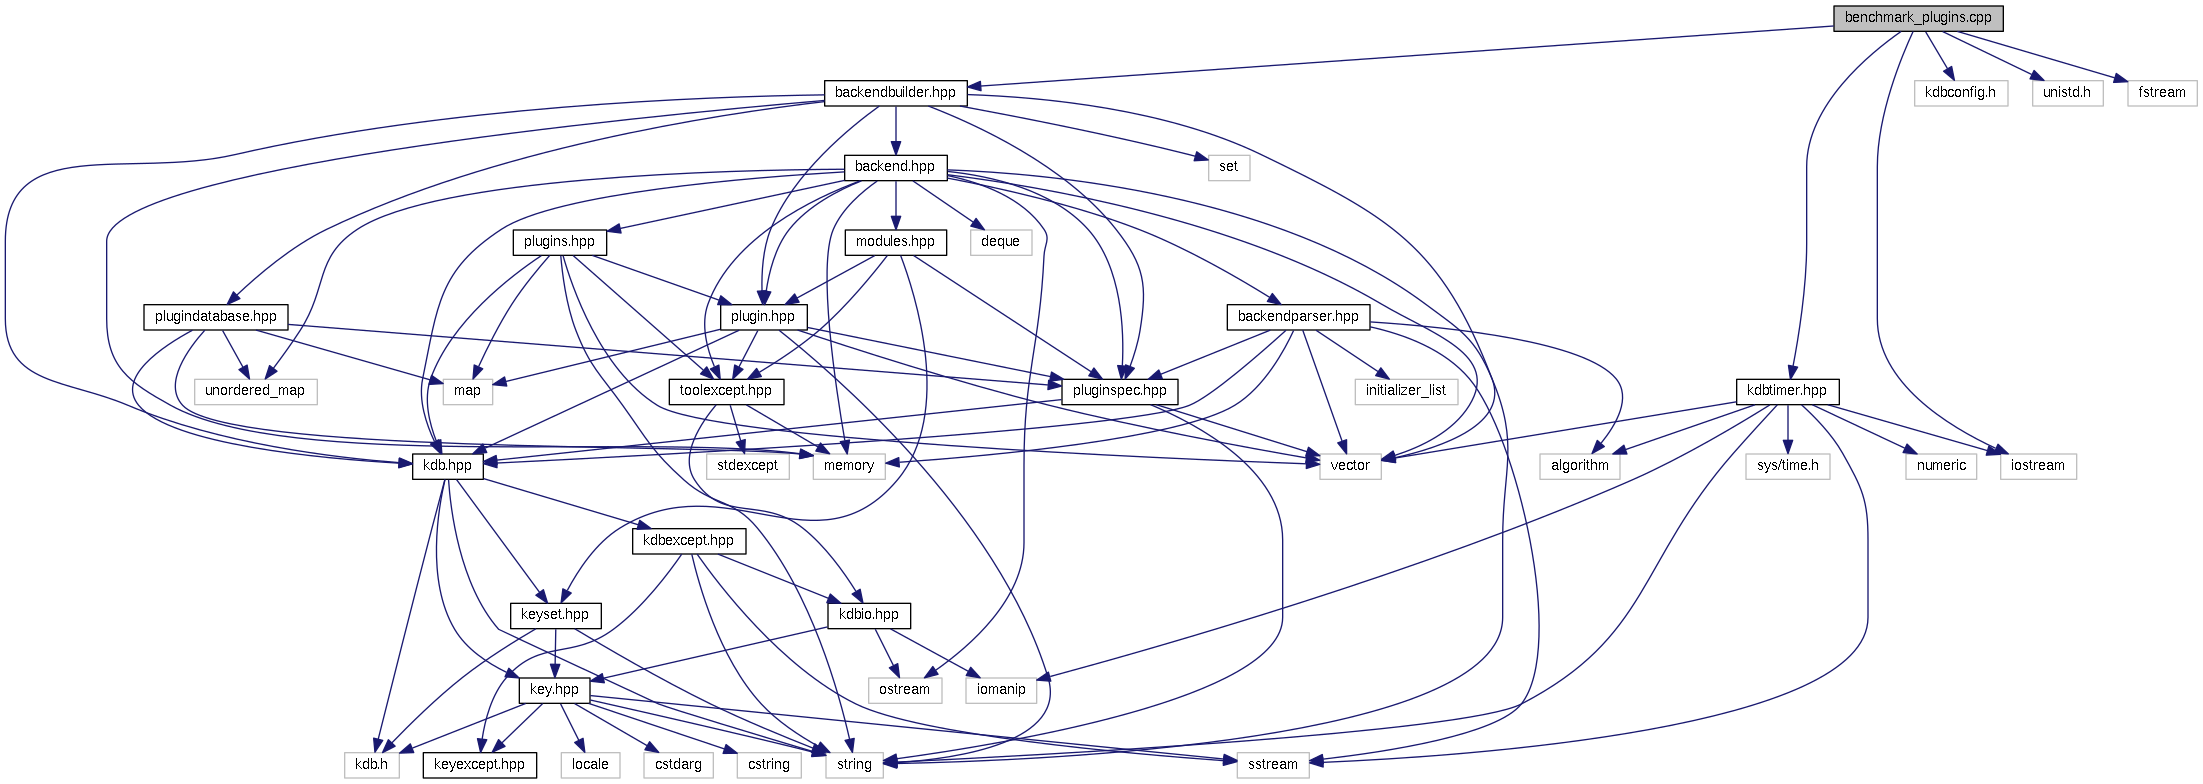 benchmark_plugins.cpp
backendbuilder.hpp
kdbconfig.h
unistd.h
fstream
backend.hpp
set
plugins.hpp
modules.hpp
deque
plugindatabase.hpp
plugin.hpp
backendparser.hpp
unordered_map
map
toolexcept.hpp
pluginspec.hpp
initializer_list
kdbtimer.hpp
kdb.hpp
stdexcept
memory
vector
algorithm
sys/time.h
numeric
iostream
kdbexcept.hpp
keyset.hpp
kdbio.hpp
key.hpp
ostream
iomanip
kdb.h
keyexcept.hpp
locale
cstdarg
cstring
string
sstream